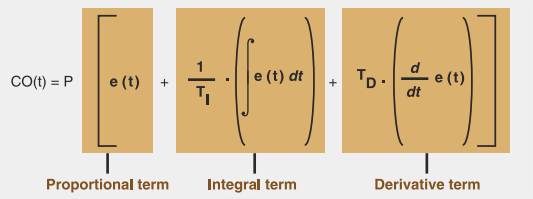 CO(t) = P [ e (t) + 1/T_I · ( ∫ e (t) dt ) + T_D · ( d/dt e (t) ) ]
Proportional term Integral term Derivative term